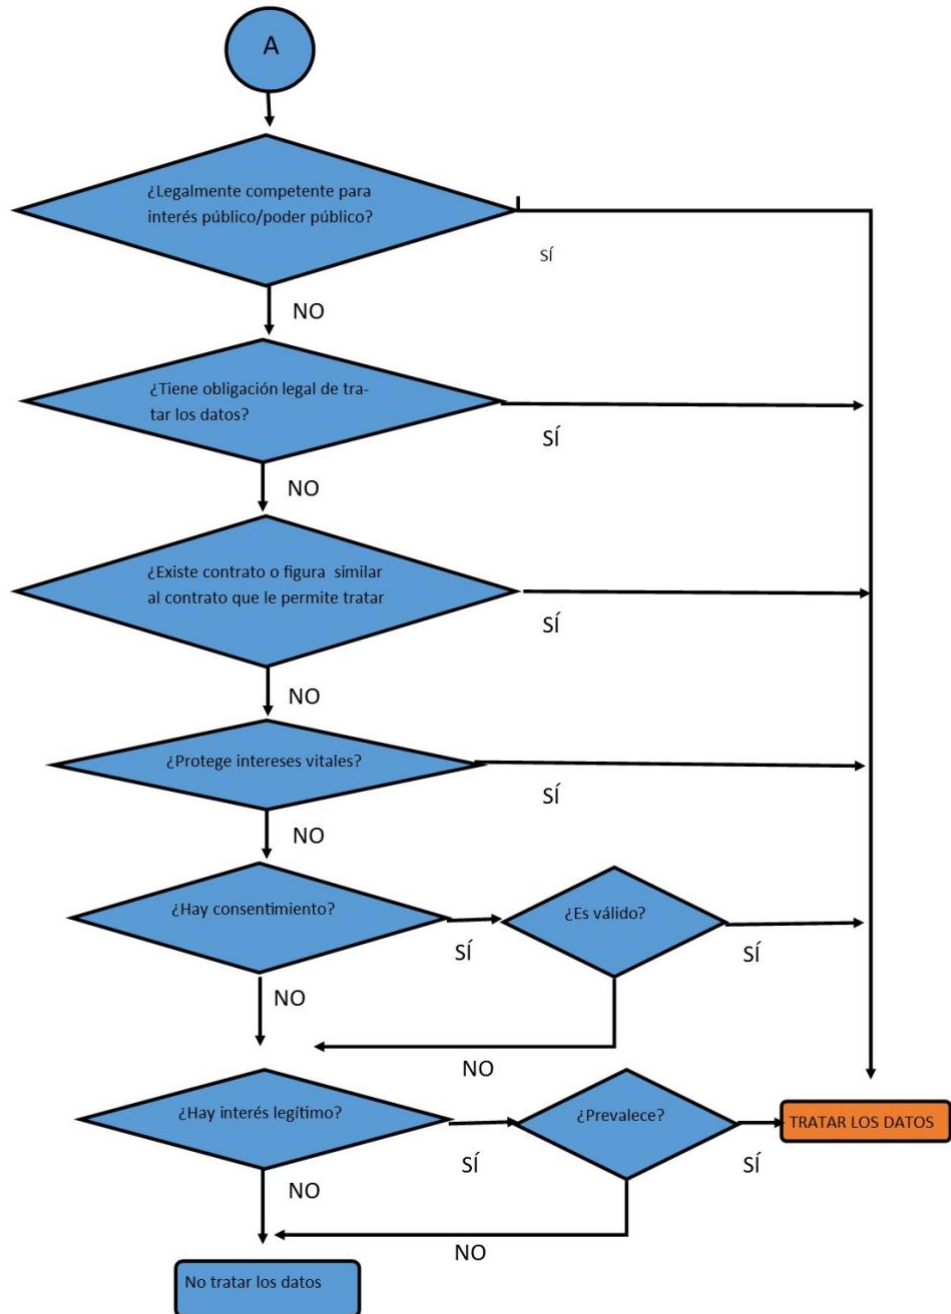 A
¿Legalmente competente para
interés público/poder público?
SÍ
NO
¿Tiene obligación legal de tra-
tar los datos?
SÍ
NO
¿Existe contrato o figura similar
al contrato que le permite tratar
SÍ
NO
¿Protege intereses vitales?
SÍ
NO
¿Hay consentimiento?
SÍ
¿Es válido?
SÍ
NO
NO
¿Hay interés legítimo?
SÍ
¿Prevalece?
SÍ
TRATAR LOS DATOS
NO
NO
No tratar los datos